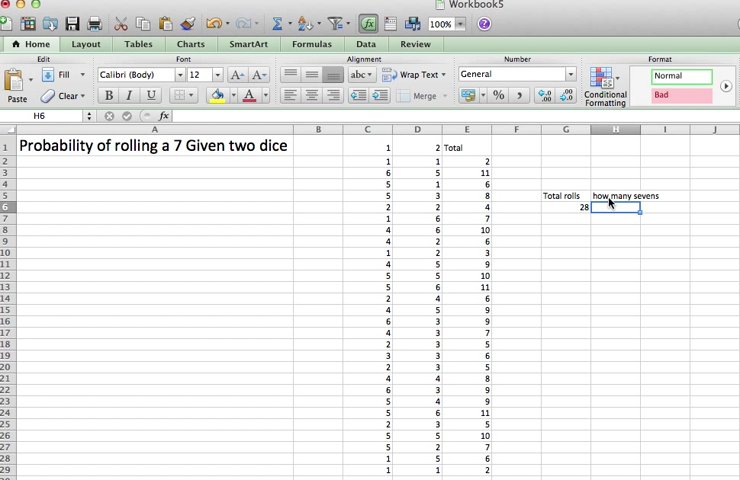 Workbook5
100%
Home Layout Tables Charts SmartArt Formulas Data Review
Edit Font Alignment Number Format
Fill Calibri (Body) 12 A A abc Wrap Text General Normal
Paste Clear B I U A Merge % , .0 .00 .00 .0 Conditional Formatting Bad
H6 fx
A B C D E F G H I J
1 Probability of rolling a 7 Given two dice 1 2 Total
2 1 1 2
3 6 5 11
4 5 1 6
5 5 3 8 Total rolls how many sevens
6 2 2 4 28
7 1 6 7
8 4 6 10
9 4 2 6
10 1 2 3
11 4 5 9
12 5 5 10
13 5 6 11
14 2 4 6
15 4 5 9
16 6 3 9
17 4 3 7
18 2 3 5
19 3 3 6
20 2 3 5
21 4 4 8
22 6 3 9
23 5 4 9
24 5 6 11
25 2 3 5
26 5 5 10
27 5 2 7
28 1 5 6
29 1 1 2